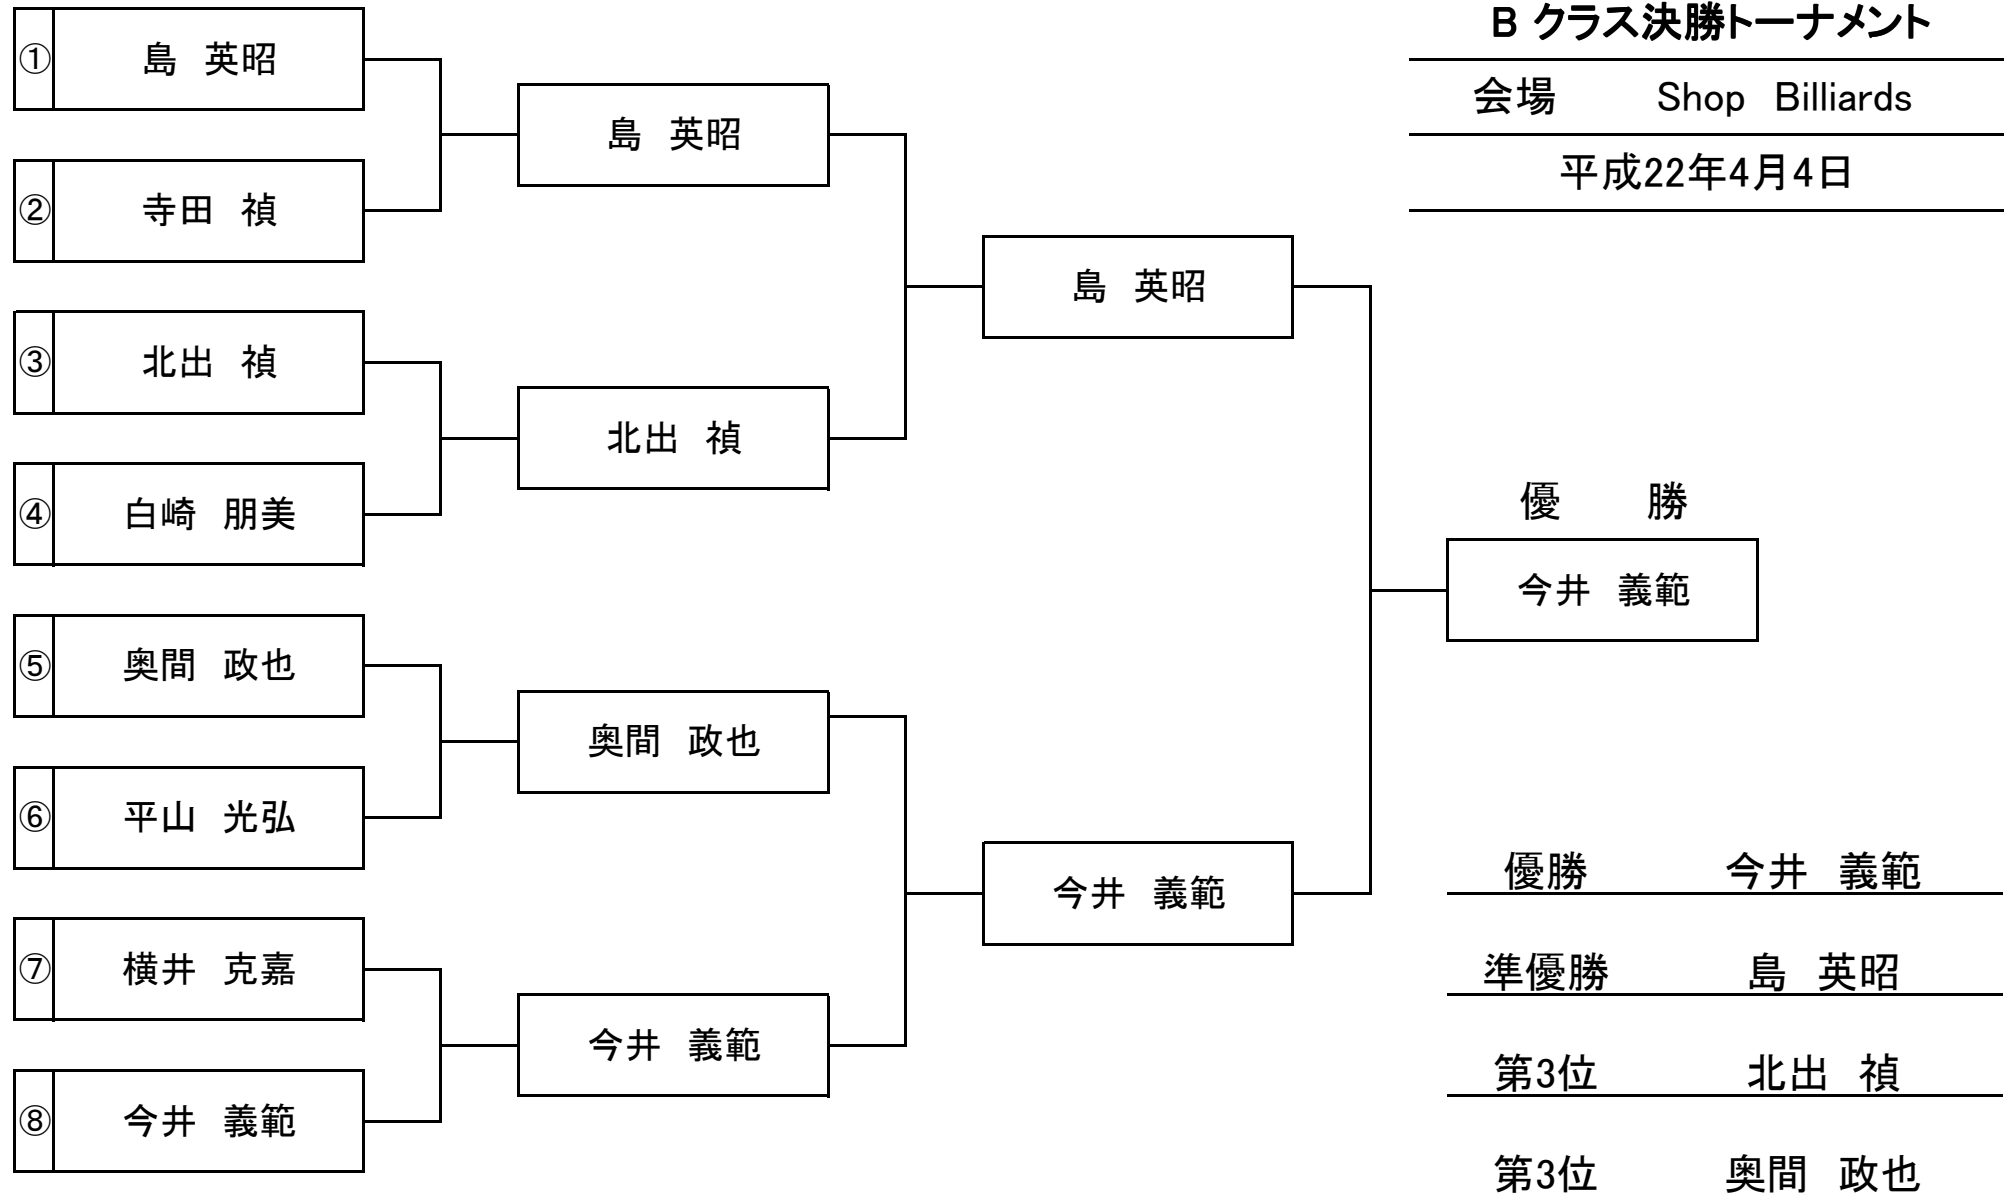 B クラス決勝トーナメント
会場 Shop Billiards
平成22年4月4日
① 島 英昭
② 寺田 禎
③ 北出 禎
④ 白崎 朋美
⑤ 奥間 政也
⑥ 平山 光弘
⑦ 横井 克嘉
⑧ 今井 義範
島 英昭
北出 禎
奥間 政也
今井 義範
島 英昭
今井 義範
優 勝
今井 義範
優勝 今井 義範
準優勝 島 英昭
第3位 北出 禎
第3位 奥間 政也